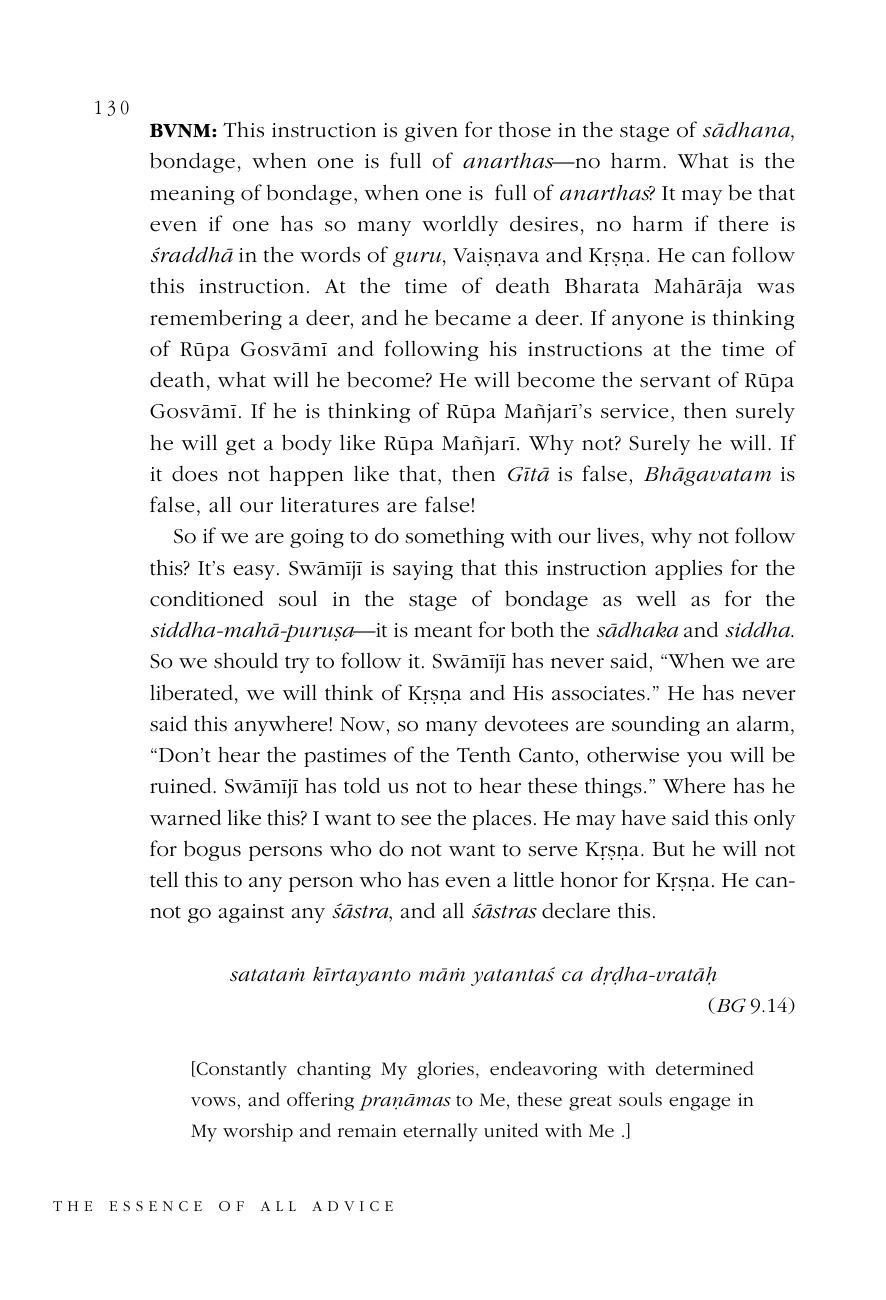 130
BVNM: This instruction is given for those in the stage of sādhana,
bondage, when one is full of anarthas—no harm. What is the
meaning of bondage, when one is full of anarthas? It may be that
even if one has so many worldly desires, no harm if there is
śraddhā in the words of guru, Vaiṣṇava and Kṛṣṇa. He can follow
this instruction. At the time of death Bharata Mahārāja was
remembering a deer, and he became a deer. If anyone is thinking
of Rūpa Gosvāmī and following his instructions at the time of
death, what will he become? He will become the servant of Rūpa
Gosvāmī. If he is thinking of Rūpa Mañjarī’s service, then surely
he will get a body like Rūpa Mañjarī. Why not? Surely he will. If
it does not happen like that, then Gītā is false, Bhāgavatam is
false, all our literatures are false!
So if we are going to do something with our lives, why not follow
this? It’s easy. Swāmījī is saying that this instruction applies for the
conditioned soul in the stage of bondage as well as for the
siddha-mahā-puruṣa—it is meant for both the sādhaka and siddha.
So we should try to follow it. Swāmījī has never said, “When we are
liberated, we will think of Kṛṣṇa and His associates.” He has never
said this anywhere! Now, so many devotees are sounding an alarm,
“Don’t hear the pastimes of the Tenth Canto, otherwise you will be
ruined. Swāmījī has told us not to hear these things.” Where has he
warned like this? I want to see the places. He may have said this only
for bogus persons who do not want to serve Kṛṣṇa. But he will not
tell this to any person who has even a little honor for Kṛṣṇa. He can-
not go against any śāstra, and all śāstras declare this.
satataṁ kīrtayanto māṁ yatantaś ca dṛḍha-vratāḥ
(BG 9.14)
[Constantly chanting My glories, endeavoring with determined
vows, and offering praṇāmas to Me, these great souls engage in
My worship and remain eternally united with Me .]
THE ESSENCE OF ALL ADVICE